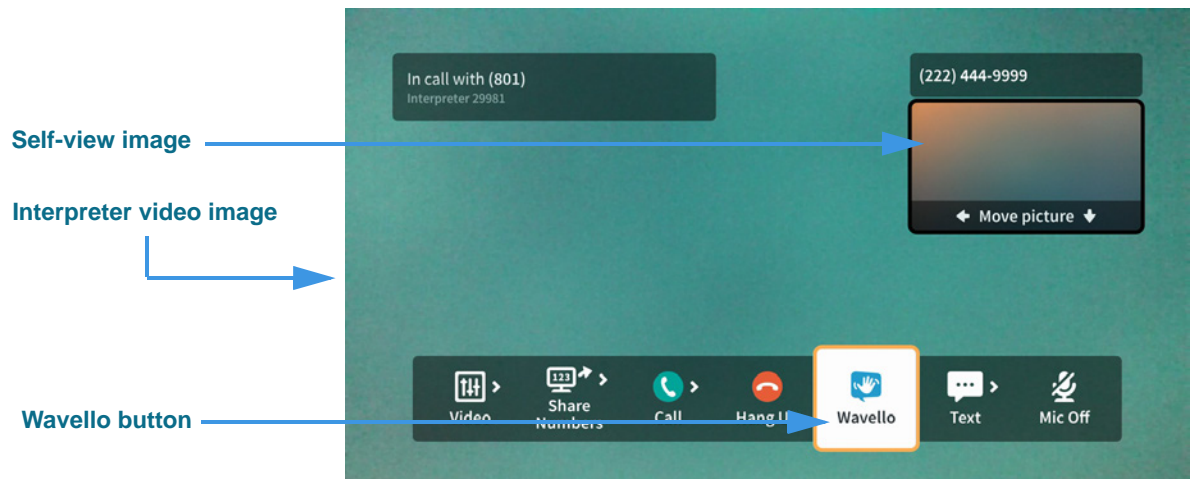 In call with (801)
Interpreter 29981
(222) 444-9999
Self-view image
Move picture
Interpreter video image
Video
123
Share
Numbers
Call
Hang U
Wavello
Text
Mic Off
Wavello button